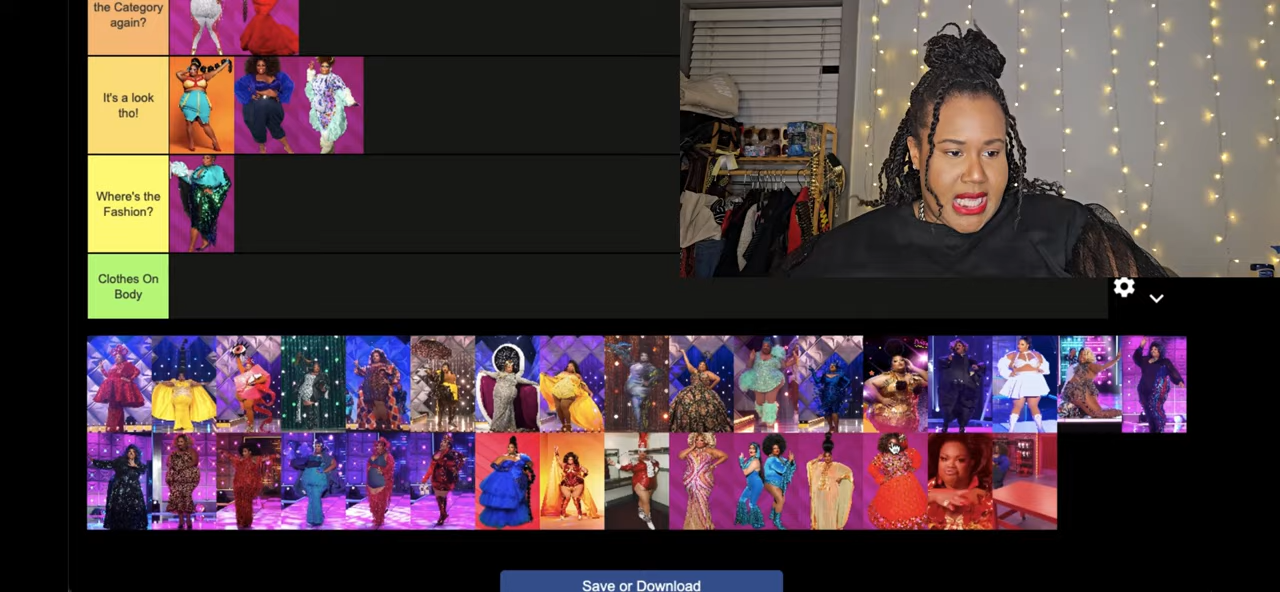 the Category
again?
It's a look
tho!
Where's the
Fashion?
Clothes On
Body
Save or Download